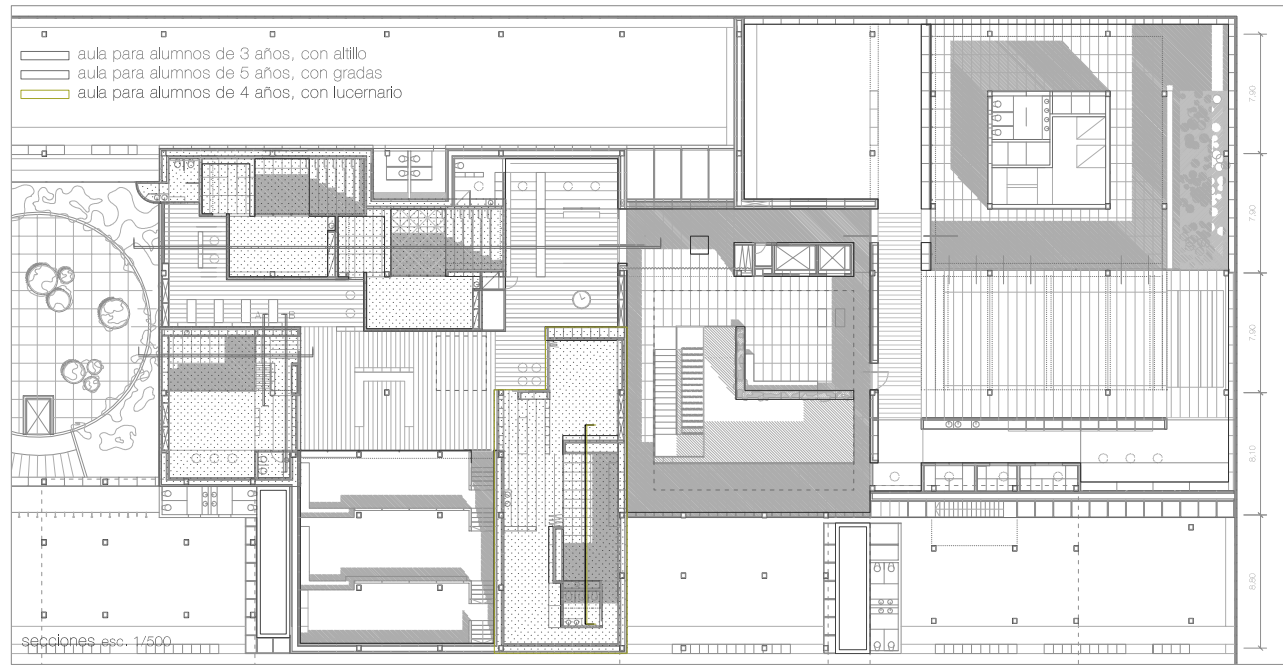 aula para alumnos de 3 años, con altillo
aula para alumnos de 5 años, con gradas
aula para alumnos de 4 años, con lucernario
7,90
7,90
7,90
8,10
8,80
A
B
secciones esc. 1/500